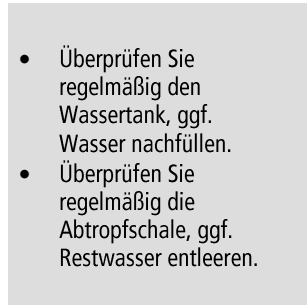 • Überprüfen Sie
regelmäßig den
Wassertank, ggf.
Wasser nachfüllen.
• Überprüfen Sie
regelmäßig die
Abtropfschale, ggf.
Restwasser entleeren.